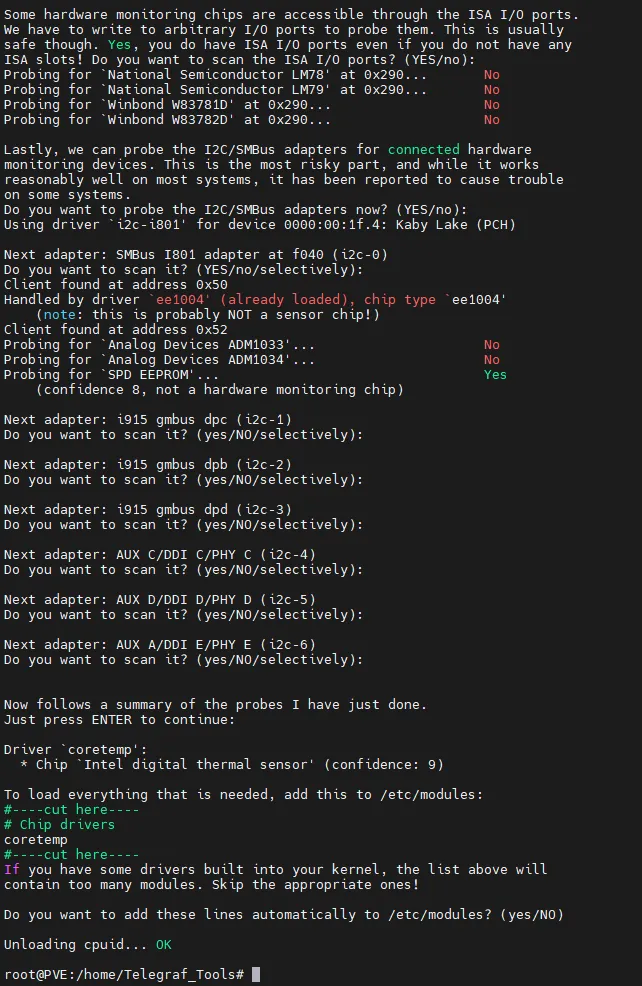 Some hardware monitoring chips are accessible through the ISA I/O ports.
We have to write to arbitrary I/O ports to probe them. This is usually
safe though. Yes, you do have ISA I/O ports even if you do not have any
ISA slots! Do you want to scan the ISA I/O ports? (YES/no):
Probing for `National Semiconductor LM78' at 0x290...       No
Probing for `National Semiconductor LM79' at 0x290...       No
Probing for `Winbond W83781D' at 0x290...                   No
Probing for `Winbond W83782D' at 0x290...                   No

Lastly, we can probe the I2C/SMBus adapters for connected hardware
monitoring devices. This is the most risky part, and while it works
reasonably well on most systems, it has been reported to cause trouble
on some systems.
Do you want to probe the I2C/SMBus adapters now? (YES/no):
Using driver `i2c-i801' for device 0000:00:1f.4: Kaby Lake (PCH)

Next adapter: SMBus I801 adapter at f040 (i2c-0)
Do you want to scan it? (YES/no/selectively):
Client found at address 0x50
Handled by driver `ee1004' (already loaded), chip type `ee1004'
    (note: this is probably NOT a sensor chip!)
Client found at address 0x52
Probing for `Analog Devices ADM1033'...                     No
Probing for `Analog Devices ADM1034'...                     No
Probing for `SPD EEPROM'...                                 Yes
    (confidence 8, not a hardware monitoring chip)

Next adapter: i915 gmbus dpc (i2c-1)
Do you want to scan it? (yes/NO/selectively):

Next adapter: i915 gmbus dpb (i2c-2)
Do you want to scan it? (yes/NO/selectively):

Next adapter: i915 gmbus dpd (i2c-3)
Do you want to scan it? (yes/NO/selectively):

Next adapter: AUX C/DDI C/PHY C (i2c-4)
Do you want to scan it? (yes/NO/selectively):

Next adapter: AUX D/DDI D/PHY D (i2c-5)
Do you want to scan it? (yes/NO/selectively):

Next adapter: AUX A/DDI E/PHY E (i2c-6)
Do you want to scan it? (yes/NO/selectively):


Now follows a summary of the probes I have just done.
Just press ENTER to continue:

Driver `coretemp':
  * Chip `Intel digital thermal sensor' (confidence: 9)

To load everything that is needed, add this to /etc/modules:
#----cut here----
# Chip drivers
coretemp
#----cut here----
If you have some drivers built into your kernel, the list above will
contain too many modules. Skip the appropriate ones!

Do you want to add these lines automatically to /etc/modules? (yes/NO)

Unloading cpuid... OK

root@PVE:/home/Telegraf_Tools#